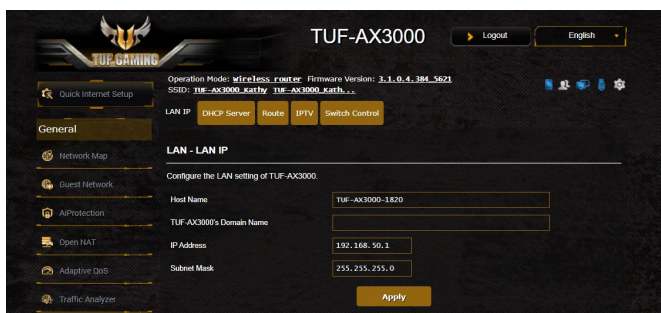 TUF GAMING
TUF-AX3000
Logout
English
Quick Internet Setup
General
Network Map
Guest Network
AiProtection
Open NAT
Adaptive QoS
Traffic Analyzer
Operation Mode: Wireless router Firmware Version: 3.1.0.4.384_5621
SSID: TUF-AX3000_Kathy TUF-AX3000_Kath...
LAN IP DHCP Server Route IPTV Switch Control
LAN - LAN IP
Configure the LAN setting of TUF-AX3000.
Host Name TUF-AX3000-1820
TUF-AX3000's Domain Name
IP Address 192.168.50.1
Subnet Mask 255.255.255.0
Apply